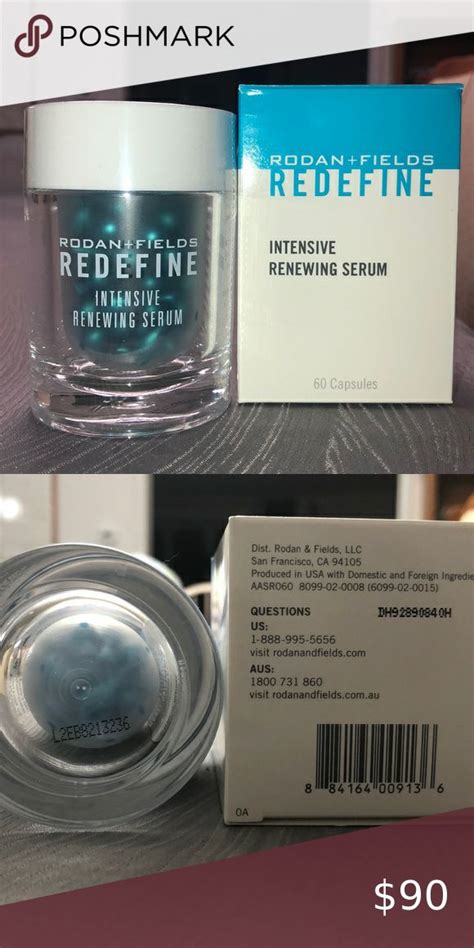 POSHMARK
RODAN+FIELDS
REDEFINE
INTENSIVE
RENEWING SERUM
RODAN+FIELDS
REDEFINE
INTENSIVE
RENEWING SERUM
60 Capsules
L2EB9213236
Dist. Rodan & Fields, LLC
San Francisco, CA 94105
Produced in USA with Domestic and Foreign Ingredie
AASR060 8099-02-0008 (6099-02-0015)
QUESTIONS
DH92890840H
US:
1-888-995-5656
visit rodanandfields.com
AUS:
1800 731 860
visit rodanandfields.com.au
8 84164 00913 6
0A
$90